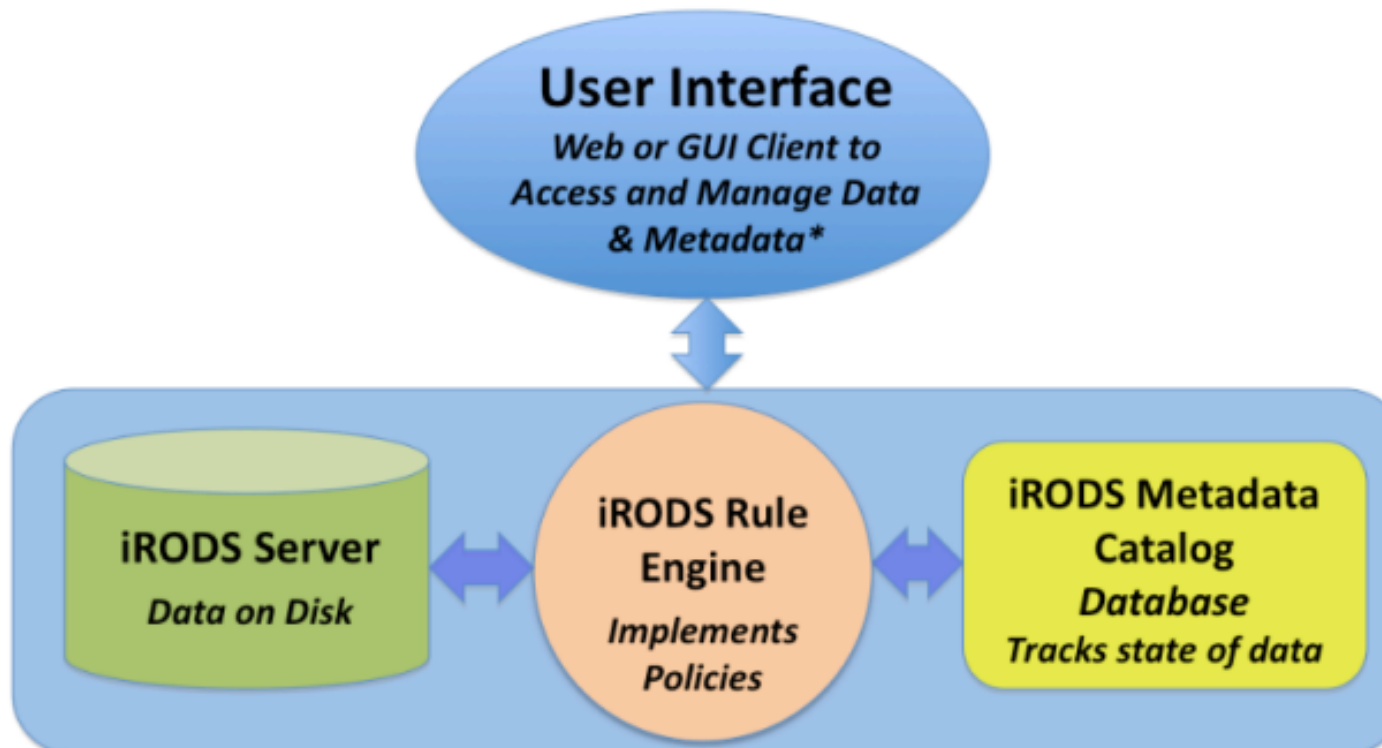 User Interface
Web or GUI Client to
Access and Manage Data
& Metadata*
iRODS Server
Data on Disk
iRODS Rule
Engine
Implements
Policies
iRODS Metadata
Catalog
Database
Tracks state of data